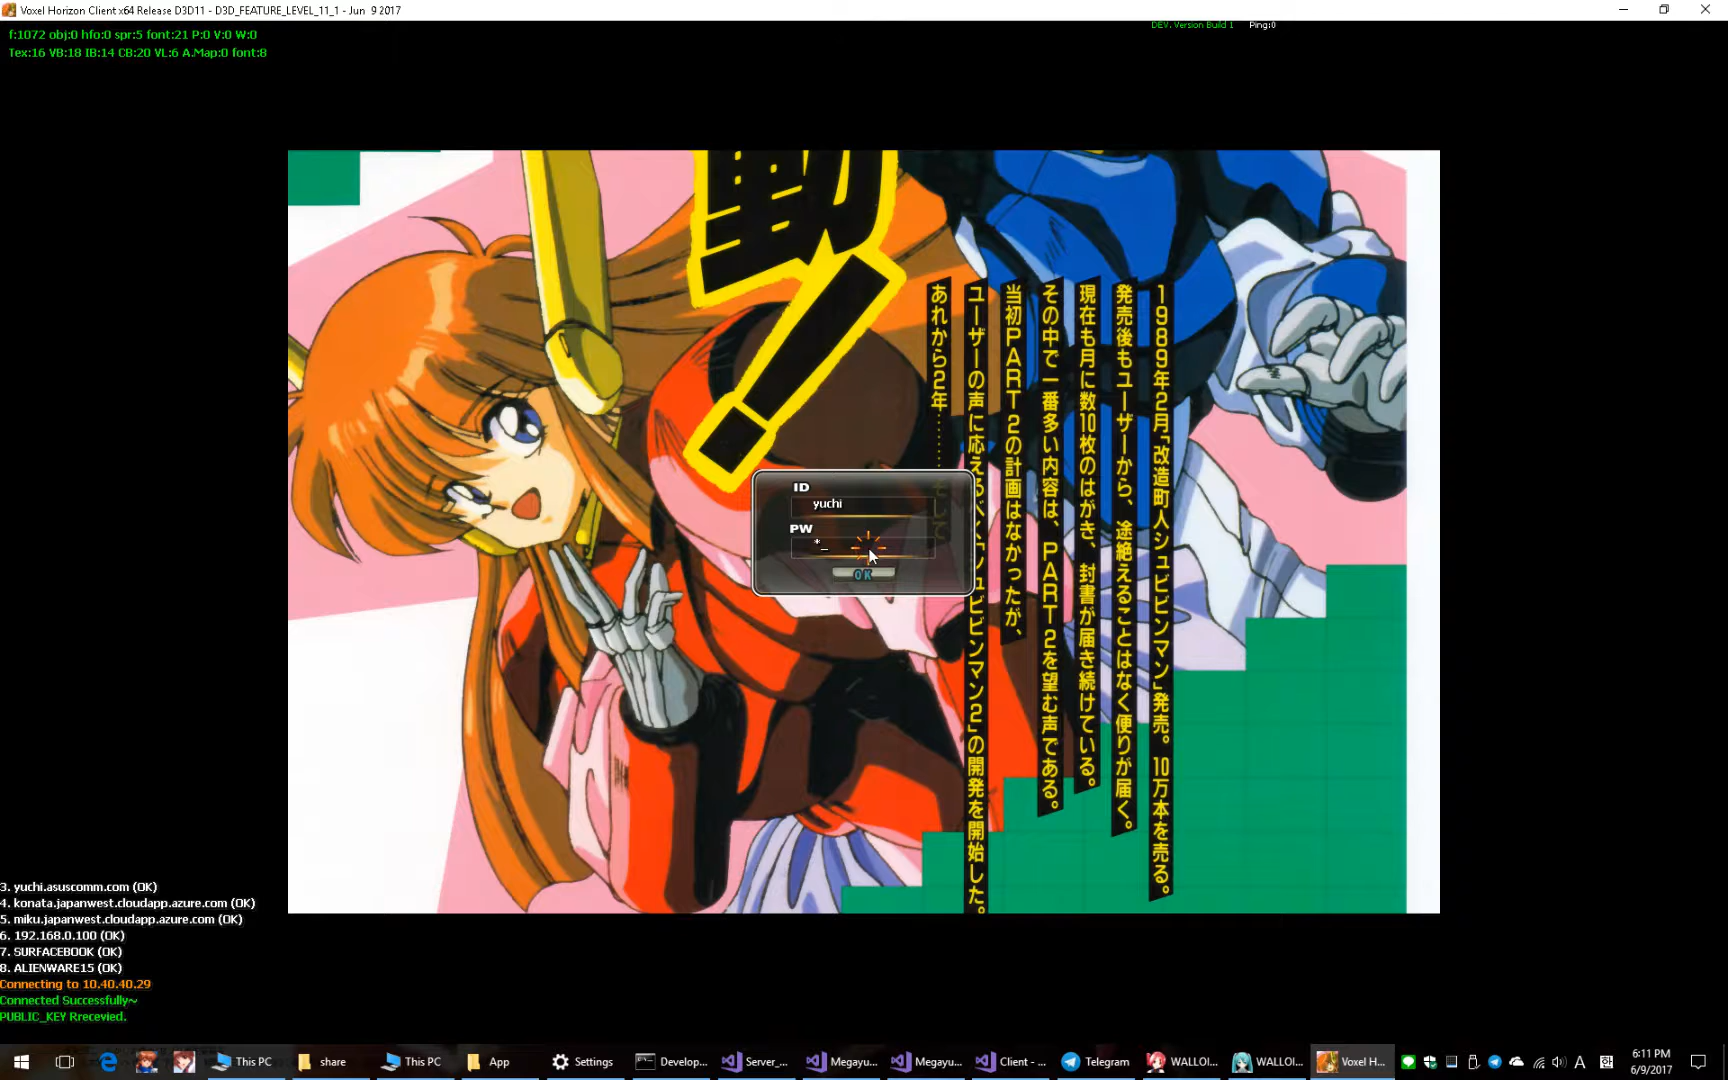 Voxel Horizon Client x64 Release D3D11 - D3D_FEATURE_LEVEL_11_1 - Jun  9 2017
f:1072 obj:0 hfo:0 spr:5 font:21 P:0 V:0 W:0
Tex:16 VB:18 IB:14 CB:20 VL:6 A.Map:0 font:8
DEV. Version Build 1
Ping:0
動!
1989年2月「改造町人シュビビンマン」発売。10万本を売る。
発売後もユーザーから、途絶えることはなく便りが届く。
現在も月に数10枚のはがき、封書が届き続けている。
その中で一番多い内容は、PART2を望む声である。
当初PART2の計画はなかったが、
ユーザーの声に応えるべく、「シュビビンマン2」の開発を開始した。
あれから2年……そして
ID
yuchi
PW
*_
OK
3. yuchi.asuscomm.com (OK)
4. konata.japanwest.cloudapp.azure.com (OK)
5. miku.japanwest.cloudapp.azure.com (OK)
6. 192.168.0.100 (OK)
7. SURFACEBOOK (OK)
8. ALIENWARE15 (OK)
Connecting to 10.40.40.29
Connected Successfully~
PUBLIC_KEY Rrecevied.
This PC
share
This PC
App
Settings
Develop...
Server_...
Megayu...
Megayu...
Client - ...
Telegram
WALLOI...
WALLOI...
Voxel H...
A
6:11 PM
6/9/2017